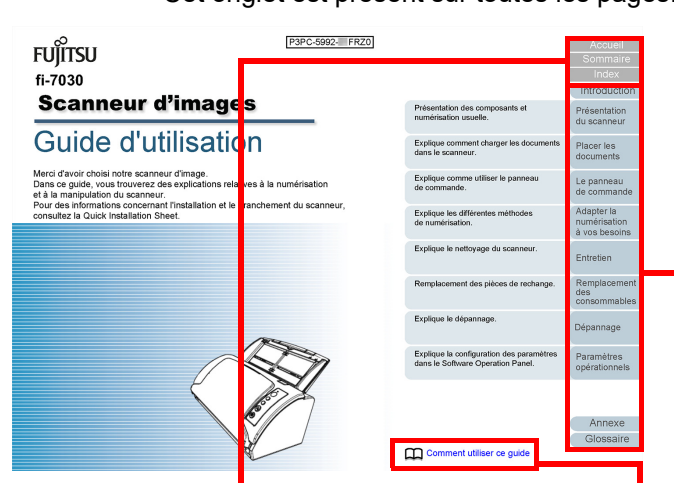 Cet onglet est présent sur toutes les pages.
FUJITSU
P3PC-5992- FRZ0
fi-7030
Scanneur d'images
Guide d'utilisation
Merci d'avoir choisi notre scanneur d'image.
Dans ce guide, vous trouverez des explications relatives à la numérisation
et à la manipulation du scanneur.
Pour des informations concernant l'installation et le branchement du scanneur,
consultez la Quick Installation Sheet.
Accueil
Sommaire
Index
Introduction
Présentation des composants et
numérisation usuelle.
Présentation
du scanneur
Explique comment charger les documents
dans le scanneur.
Placer les
documents
Explique comme utiliser le panneau
de commande.
Le panneau
de commande
Explique les différentes méthodes
de numérisation.
Adapter la
numérisation
à vos besoins
Explique le nettoyage du scanneur.
Entretien
Remplacement des pièces de rechange.
Remplacement
des
consommables
Explique le dépannage.
Dépannage
Explique la configuration des paramètres
dans le Software Operation Panel.
Paramètres
opérationnels
Annexe
Glossaire
Comment utiliser ce guide